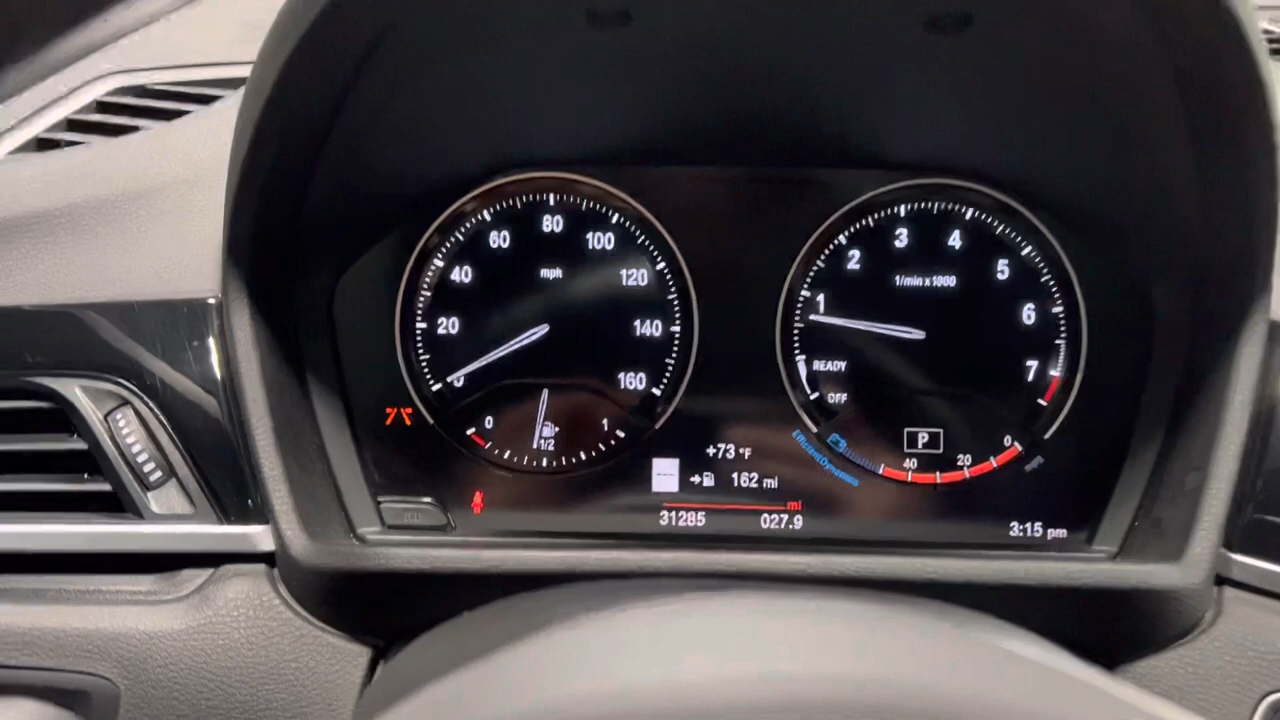 80
60 100
40 mph 120
20 140
0 160
0 1
1/2
3 4
2 5
1/min x 1000
1 6
READY 7
OFF
P
EfficientDynamics
40 20 0
mpg
+73 °F
--- 162 mi
mi
31285 027.9
3:15 pm